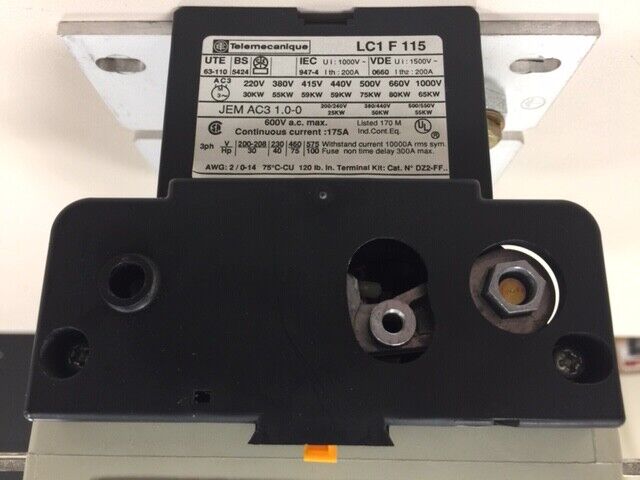 Telemecanique LC1 F 115
UTE BS IEC Ui: 1000V~ VDE Ui: 1500V~
63-110 5424 947-4 Ith: 200A 0660 Ithz: 200A
AC3 220V 380V 415V 440V 500V 660V 1000V
3~ 30KW 55KW 59KW 59KW 75KW 80KW 65KW
JEM AC3 1.0-0 200/240V 380/440V 500/550V
25KW 50KW 55KW
600V a.c. max. Listed 170 M
Continuous current :175A Ind.Cont.Eq.
3ph V 200-208 230 460 575 Withstand current 10000A rms sym.
Hp 30 40 75 100 Fuse non time delay 300A max.
AWG: 2 / 0-14 75°C-CU 120 lb. in. Terminal Kit: Cat. N° DZ2-FF..